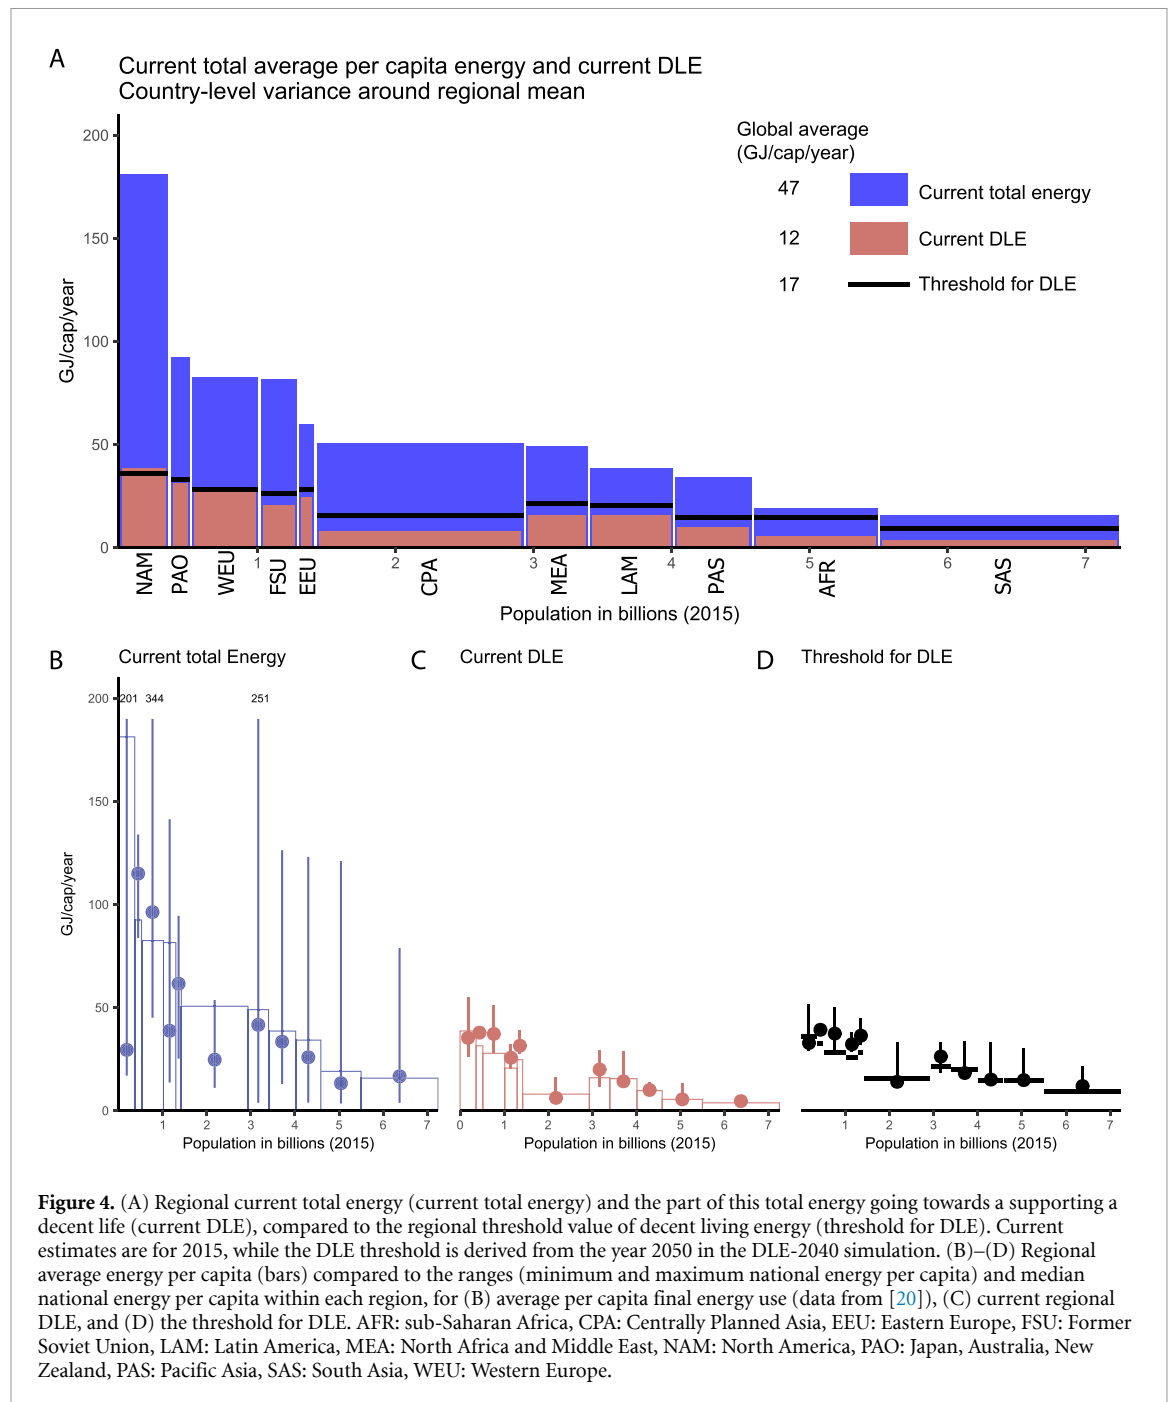 A
Current total average per capita energy and current DLE
Country-level variance around regional mean
Global average
(GJ/cap/year)
47 Current total energy
12 Current DLE
17 Threshold for DLE
GJ/cap/year
200
150
100
50
0
1 2 3 4 5 6 7
NAM PAO WEU FSU EEU CPA MEA LAM PAS AFR SAS
Population in billions (2015)
B Current total Energy
C Current DLE
D Threshold for DLE
201 344 251
GJ/cap/year
200
150
100
50
0
1 2 3 4 5 6 7
Population in billions (2015)
0 1 2 3 4 5 6 7
Population in billions (2015)
1 2 3 4 5 6 7
Population in billions (2015)
Figure 4. (A) Regional current total energy (current total energy) and the part of this total energy going towards a supporting a
decent life (current DLE), compared to the regional threshold value of decent living energy (threshold for DLE). Current
estimates are for 2015, while the DLE threshold is derived from the year 2050 in the DLE-2040 simulation. (B)–(D) Regional
average energy per capita (bars) compared to the ranges (minimum and maximum national energy per capita) and median
national energy per capita within each region, for (B) average per capita final energy use (data from [20]), (C) current regional
DLE, and (D) the threshold for DLE. AFR: sub-Saharan Africa, CPA: Centrally Planned Asia, EEU: Eastern Europe, FSU: Former
Soviet Union, LAM: Latin America, MEA: North Africa and Middle East, NAM: North America, PAO: Japan, Australia, New
Zealand, PAS: Pacific Asia, SAS: South Asia, WEU: Western Europe.